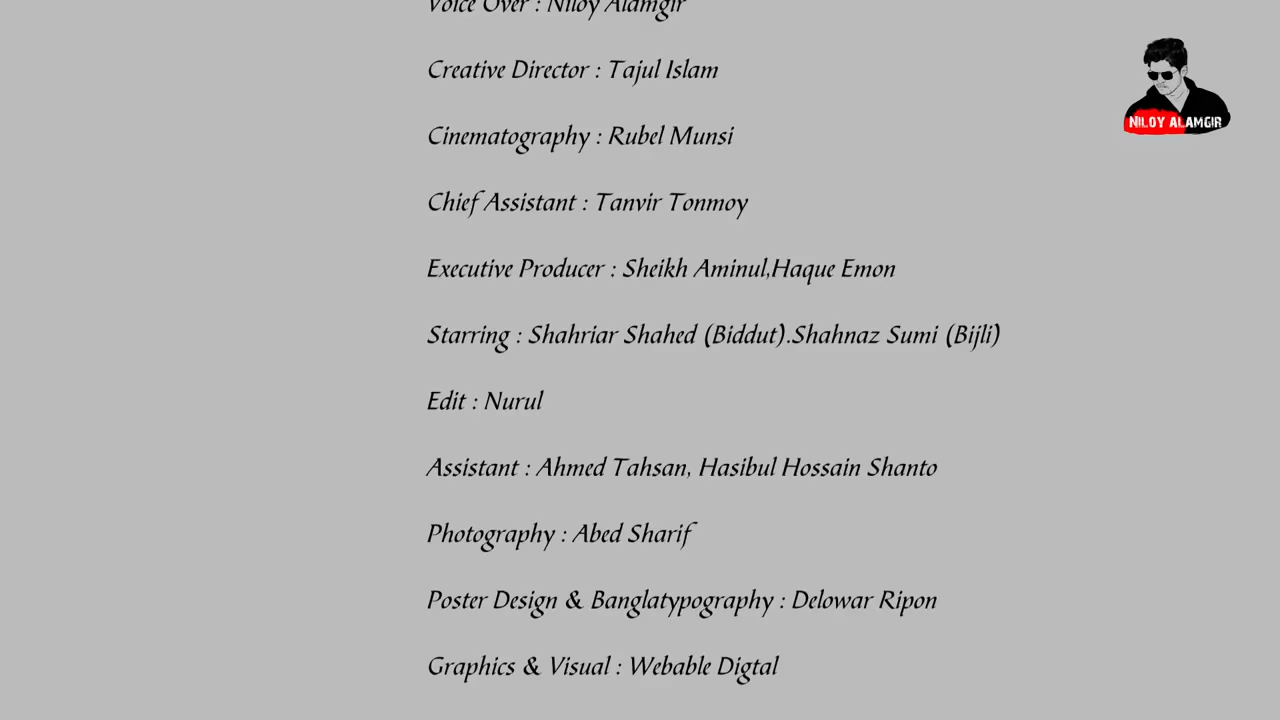 Voice Over : Niloy Alamgir
Creative Director : Tajul Islam
NILOY ALAMGIR
Cinematography : Rubel Munsi
Chief Assistant : Tanvir Tonmoy
Executive Producer : Sheikh Aminul,Haque Emon
Starring : Shahriar Shahed (Biddut).Shahnaz Sumi (Bijli)
Edit : Nurul
Assistant : Ahmed Tahsan, Hasibul Hossain Shanto
Photography : Abed Sharif
Poster Design & Banglatypography : Delowar Ripon
Graphics & Visual : Webable Digtal